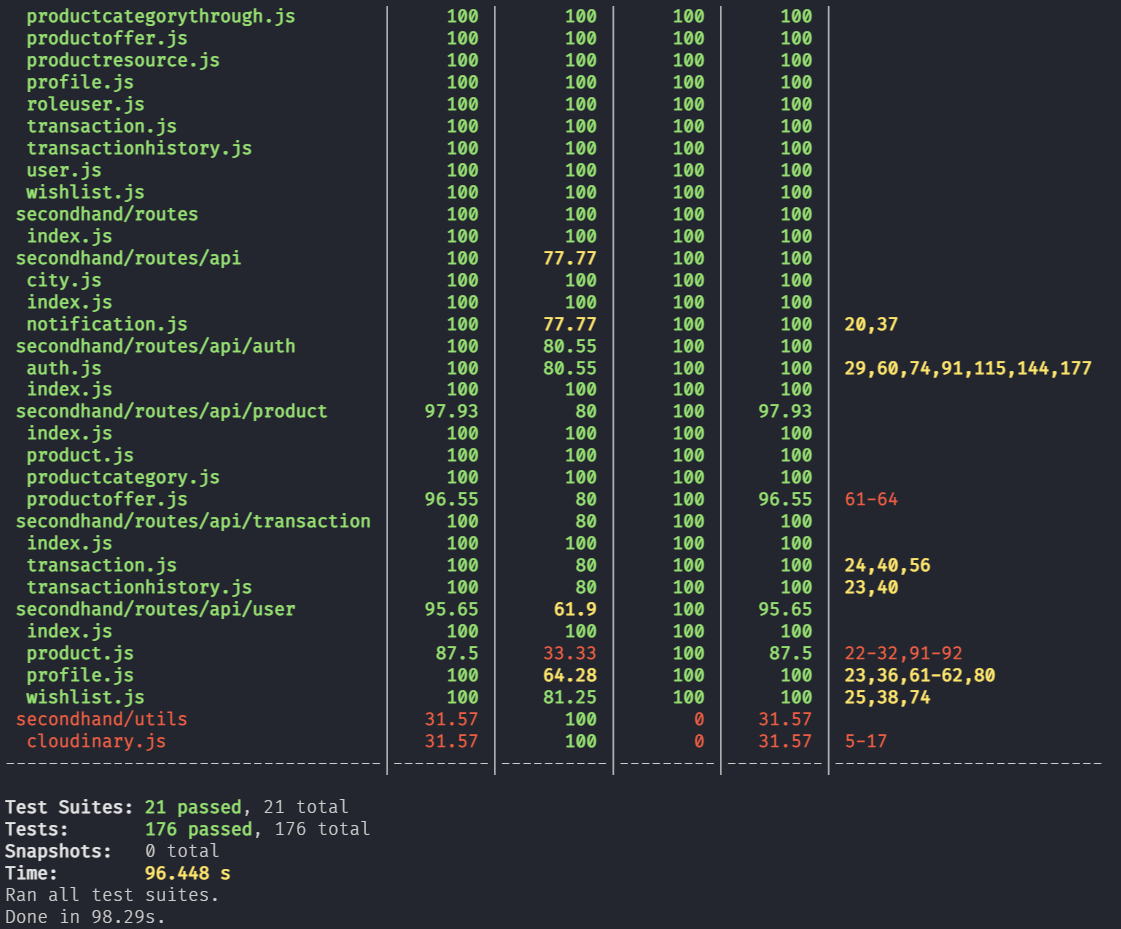 productcategorythrough.js | 100 | 100 | 100 | 100 |
productoffer.js | 100 | 100 | 100 | 100 |
productresource.js | 100 | 100 | 100 | 100 |
profile.js | 100 | 100 | 100 | 100 |
roleuser.js | 100 | 100 | 100 | 100 |
transaction.js | 100 | 100 | 100 | 100 |
transactionhistory.js | 100 | 100 | 100 | 100 |
user.js | 100 | 100 | 100 | 100 |
wishlist.js | 100 | 100 | 100 | 100 |
secondhand/routes | 100 | 100 | 100 | 100 |
index.js | 100 | 100 | 100 | 100 |
secondhand/routes/api | 100 | 77.77 | 100 | 100 |
city.js | 100 | 100 | 100 | 100 |
index.js | 100 | 100 | 100 | 100 |
notification.js | 100 | 77.77 | 100 | 100 | 20,37
secondhand/routes/api/auth | 100 | 80.55 | 100 | 100 |
auth.js | 100 | 80.55 | 100 | 100 | 29,60,74,91,115,144,177
index.js | 100 | 100 | 100 | 100 |
secondhand/routes/api/product | 97.93 | 80 | 100 | 97.93 |
index.js | 100 | 100 | 100 | 100 |
product.js | 100 | 100 | 100 | 100 |
productcategory.js | 100 | 100 | 100 | 100 |
productoffer.js | 96.55 | 80 | 100 | 96.55 | 61-64
secondhand/routes/api/transaction | 100 | 80 | 100 | 100 |
index.js | 100 | 100 | 100 | 100 |
transaction.js | 100 | 80 | 100 | 100 | 24,40,56
transactionhistory.js | 100 | 80 | 100 | 100 | 23,40
secondhand/routes/api/user | 95.65 | 61.9 | 100 | 95.65 |
index.js | 100 | 100 | 100 | 100 |
product.js | 87.5 | 33.33 | 100 | 87.5 | 22-32,91-92
profile.js | 100 | 64.28 | 100 | 100 | 23,36,61-62,80
wishlist.js | 100 | 81.25 | 100 | 100 | 25,38,74
secondhand/utils | 31.57 | 100 | 0 | 31.57 |
cloudinary.js | 31.57 | 100 | 0 | 31.57 | 5-17
-----------------------------------|---------|----------|---------|---------|-------------------------
Test Suites: 21 passed, 21 total
Tests: 176 passed, 176 total
Snapshots: 0 total
Time: 96.448 s
Ran all test suites.
Done in 98.29s.